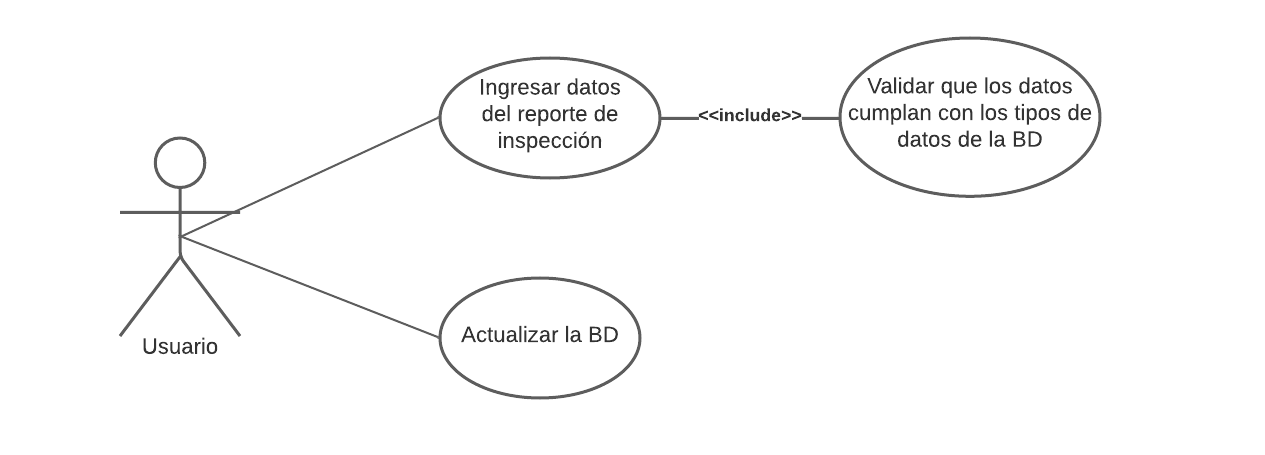 Ingresar datos
del reporte de
inspección
<<include>>
Validar que los datos
cumplan con los tipos de
datos de la BD
Actualizar la BD
Usuario